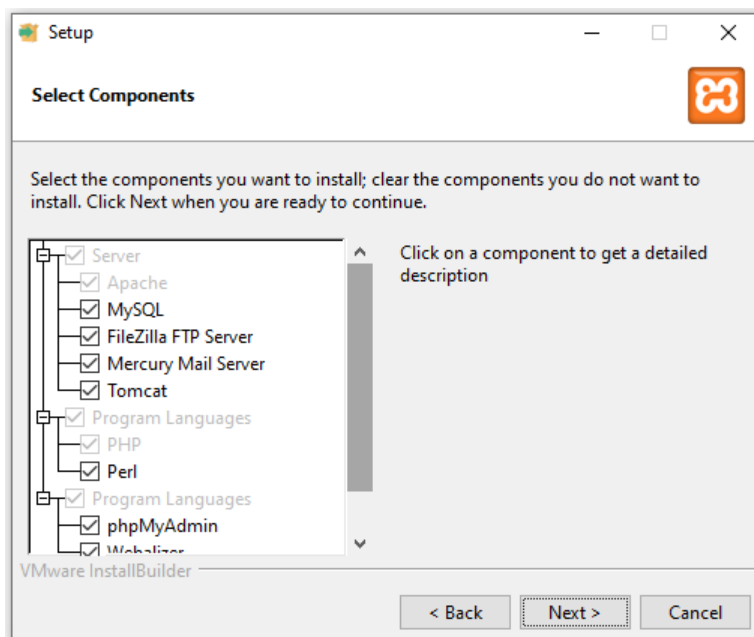 Setup
Select Components
Select the components you want to install; clear the components you do not want to
install. Click Next when you are ready to continue.
Server
Apache
MySQL
FileZilla FTP Server
Mercury Mail Server
Tomcat
Program Languages
PHP
Perl
Program Languages
phpMyAdmin
Webalizer
Click on a component to get a detailed
description
VMware InstallBuilder
< Back
Next >
Cancel